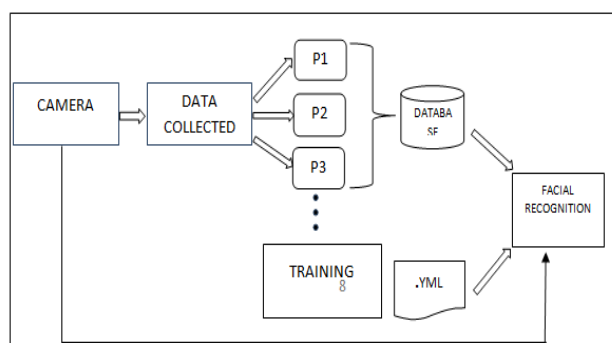 CAMERA
DATA
COLLECTED
P1
P2
P3
DATABA
SE
FACIAL
RECOGNITION
TRAINING
8
.YML